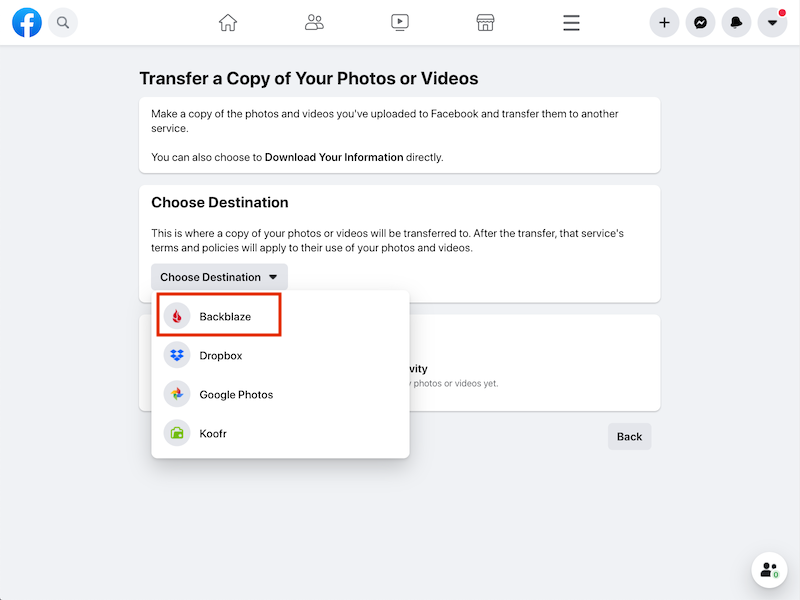 Transfer a Copy of Your Photos or Videos
Make a copy of the photos and videos you've uploaded to Facebook and transfer them to another
service.
You can also choose to Download Your Information directly.
Choose Destination
This is where a copy of your photos or videos will be transferred to. After the transfer, that service's
terms and policies will apply to their use of your photos and videos.
Choose Destination
Backblaze
Dropbox
vity
photos or videos yet.
Google Photos
Koofr
Back
0